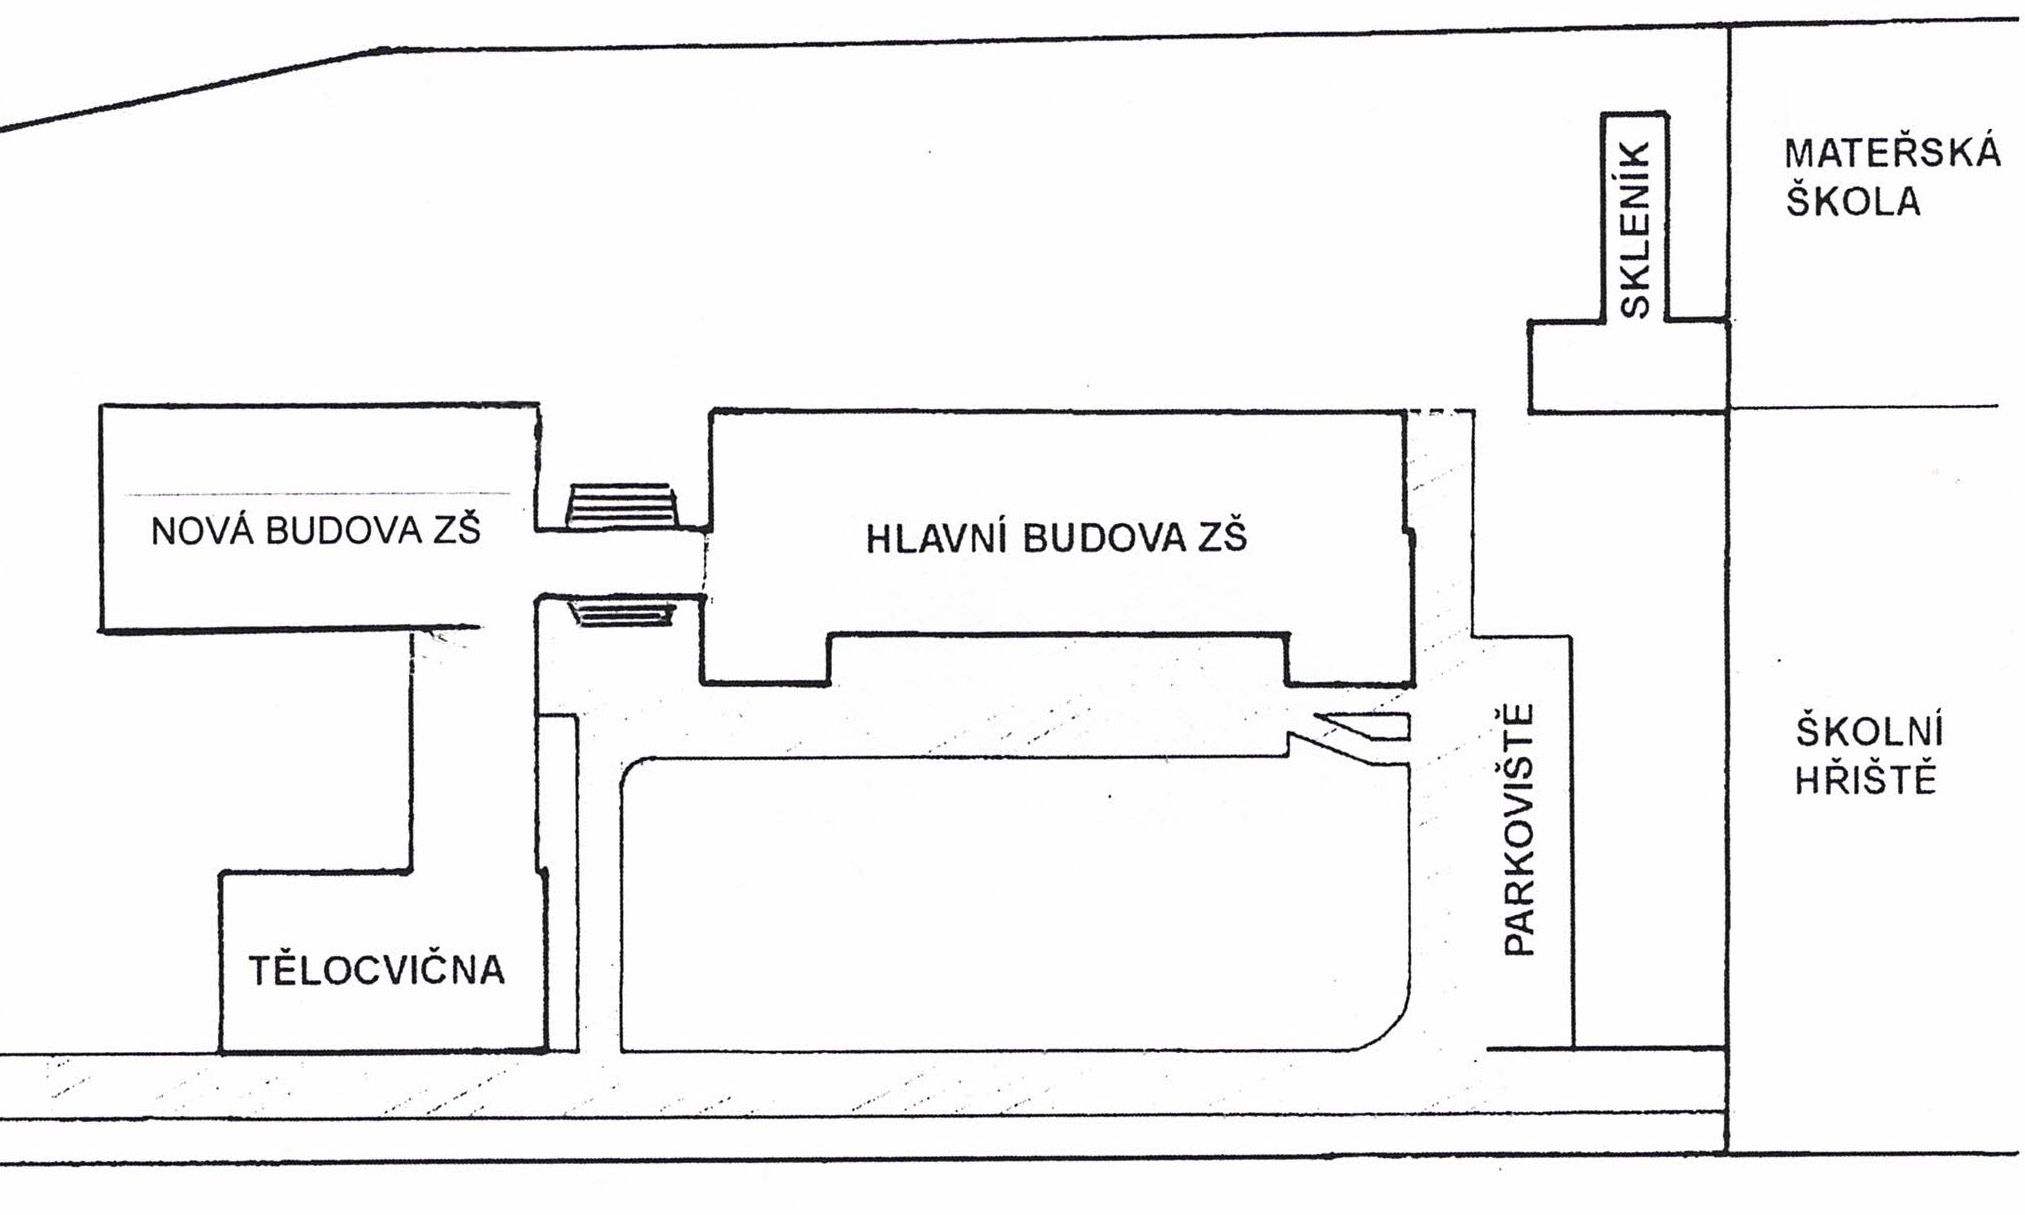 MATEŘSKÁ
ŠKOLA
SKLENÍK
NOVÁ BUDOVA ZŠ
HLAVNÍ BUDOVA ZŠ
ŠKOLNÍ
HŘIŠTĚ
PARKOVIŠTĚ
TĚLOCVIČNA